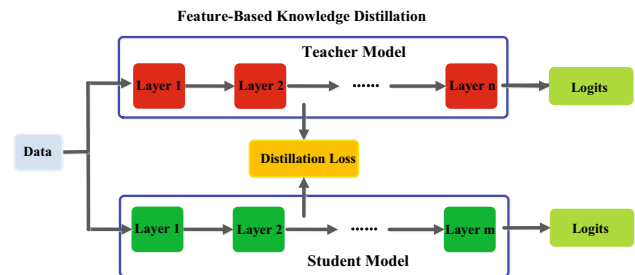 Feature-Based Knowledge Distillation
Teacher Model
Layer 1
Layer 2
......
Layer n
Logits
Data
Distillation Loss
Layer 1
Layer 2
......
Layer m
Logits
Student Model